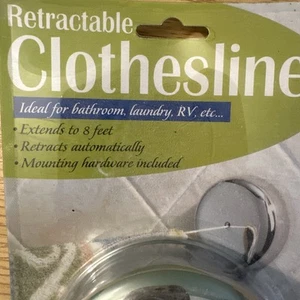 Retractable
Clothesline
Ideal for bathroom, laundry, RV, etc...
• Extends to 8 feet
• Retracts automatically
• Mounting hardware included